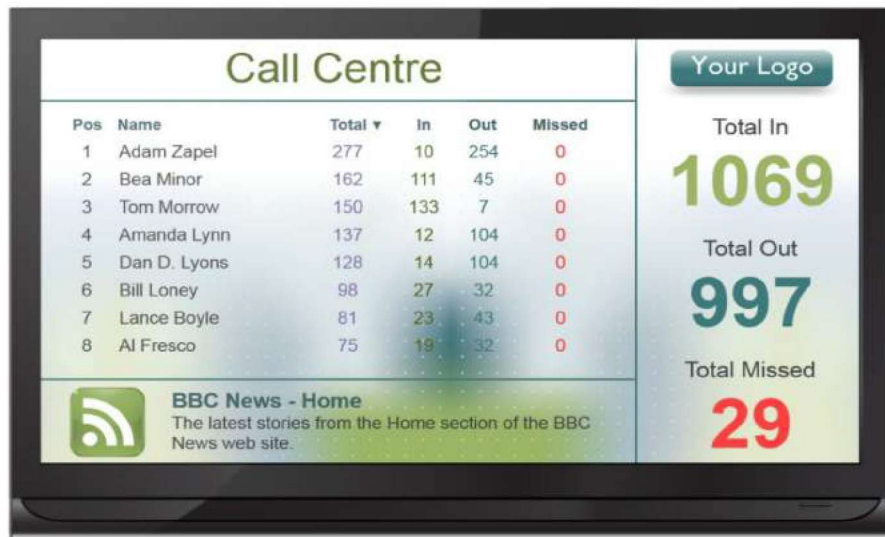 Call Centre
Pos Name Total ▼ In Out Missed
1 Adam Zapel 277 10 254 0
2 Bea Minor 162 111 45 0
3 Tom Morrow 150 133 7 0
4 Amanda Lynn 137 12 104 0
5 Dan D. Lyons 128 14 104 0
6 Bill Loney 98 27 32 0
7 Lance Boyle 81 23 43 0
8 Al Fresco 75 19 32 0
BBC News - Home
The latest stories from the Home section of the BBC
News web site.
Your Logo
Total In
1069
Total Out
997
Total Missed
29